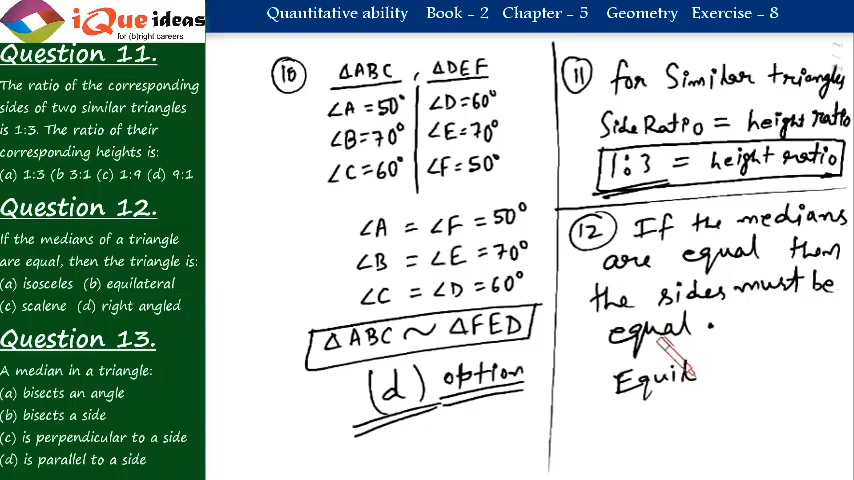 iQue ideas
for (b)right careers
Quantitative ability Book - 2 Chapter - 5 Geometry Exercise - 8
Question 11.
The ratio of the corresponding
sides of two similar triangles
is 1:3. The ratio of their
corresponding heights is:
(a) 1:3 (b 3:1 (c) 1:9 (d) 9:1
Question 12.
If the medians of a triangle
are equal, then the triangle is:
(a) isosceles (b) equilateral
(c) scalene (d) right angled
Question 13.
A median in a triangle:
(a) bisects an angle
(b) bisects a side
(c) is perpendicular to a side
(d) is parallel to a side
10 ΔABC , ΔDEF
∠A = 50° ∠D = 60°
∠B = 70° ∠E = 70°
∠C = 60° ∠F = 50°
∠A = ∠F = 50°
∠B = ∠E = 70°
∠C = ∠D = 60°
ΔABC ~ ΔFED
(d) option
11 for Similar triangles
Side Ratio = height ratio
1:3 = height ratio
12 If the medians
are equal then
the sides must be
equal .
Equil